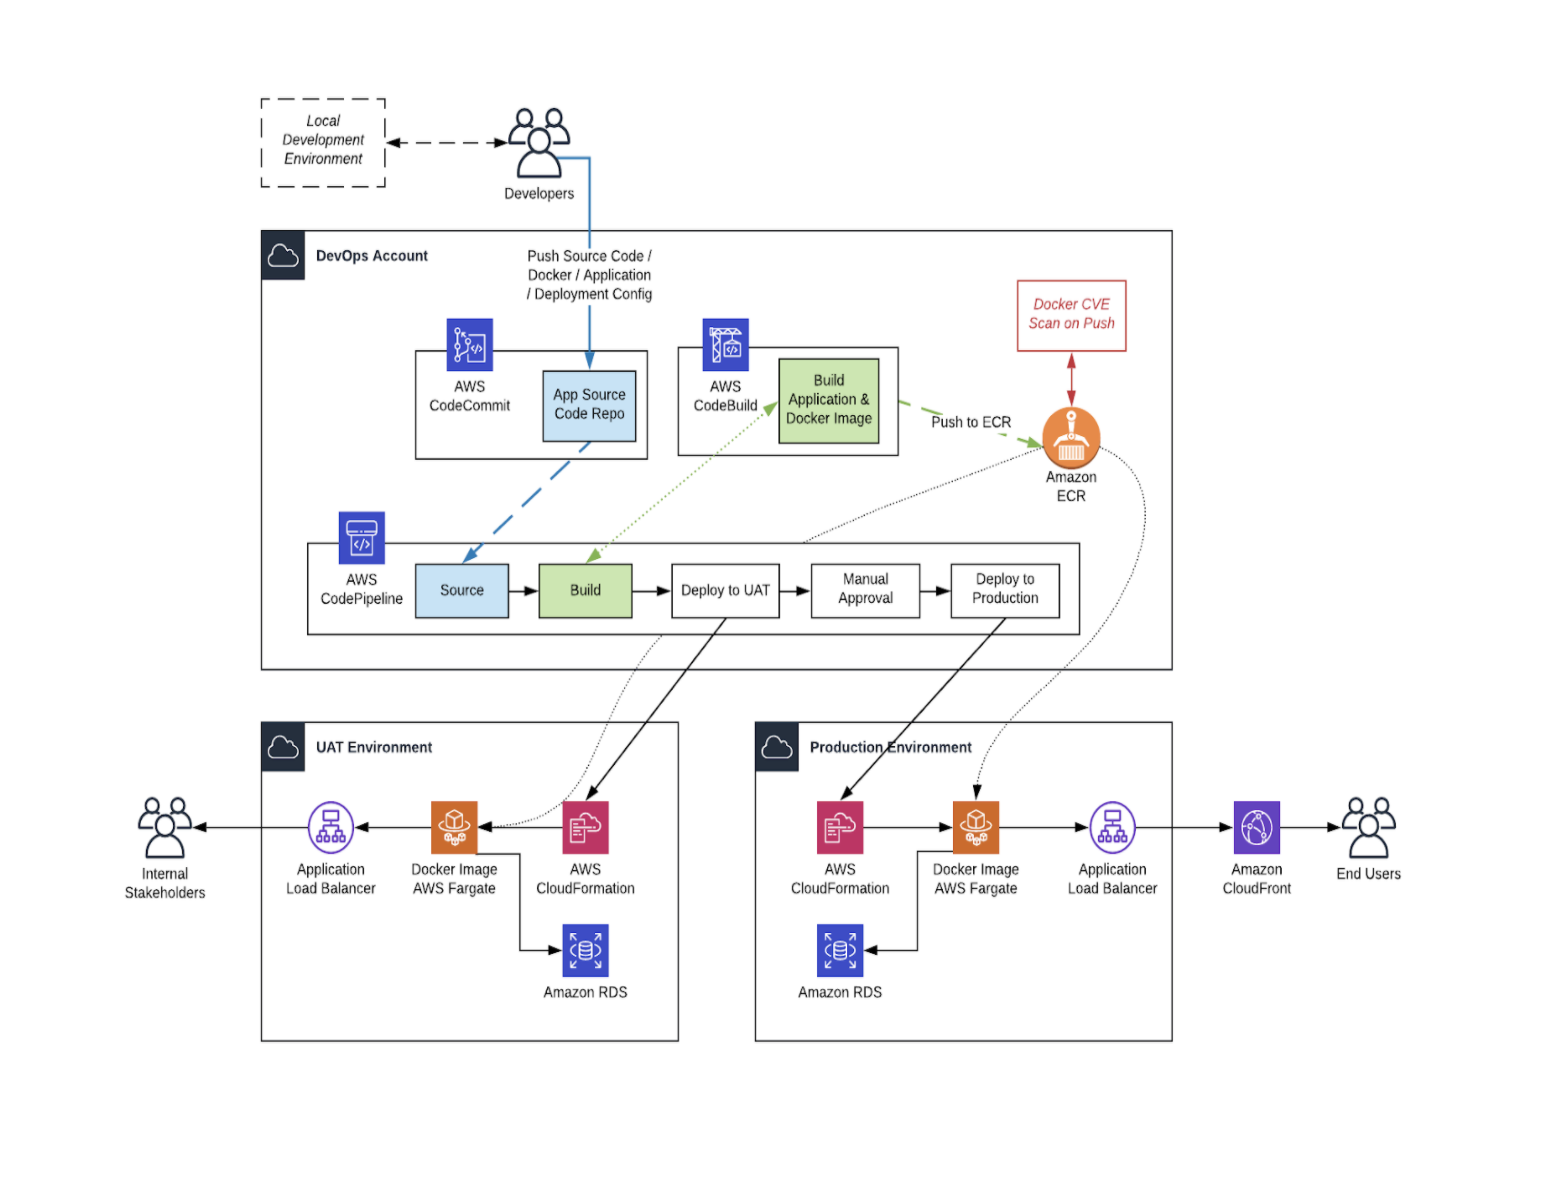 Local
Development
Environment
Developers
DevOps Account
Push Source Code /
Docker / Application
/ Deployment Config
Docker CVE
Scan on Push
AWS
CodeCommit
App Source
Code Repo
AWS
CodeBuild
Build
Application &
Docker Image
Push to ECR
Amazon
ECR
AWS
CodePipeline
Source
Build
Deploy to UAT
Manual
Approval
Deploy to
Production
UAT Environment
Production Environment
Internal
Stakeholders
Application
Load Balancer
Docker Image
AWS Fargate
AWS
CloudFormation
Amazon RDS
AWS
CloudFormation
Docker Image
AWS Fargate
Application
Load Balancer
Amazon
CloudFront
End Users
Amazon RDS